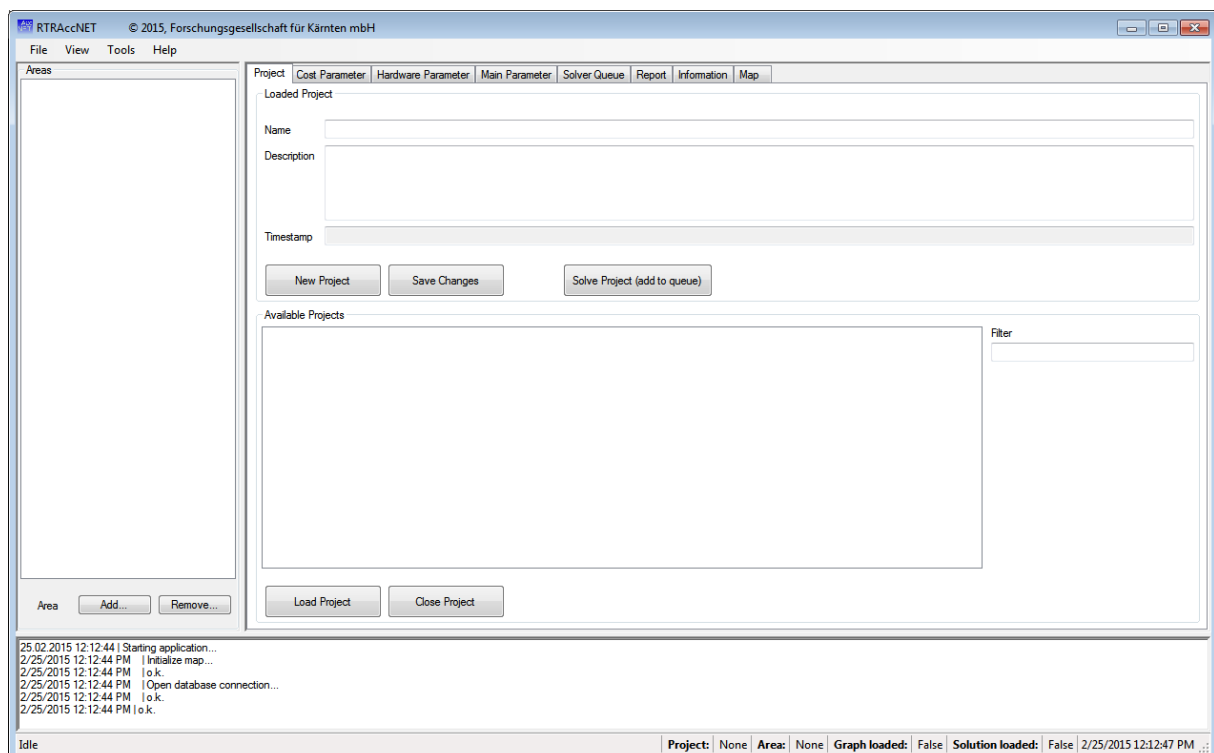 RTRAccNET © 2015, Forschungsgesellschaft für Kärnten mbH
File View Tools Help
Areas
Project Cost Parameter Hardware Parameter Main Parameter Solver Queue Report Information Map
Loaded Project
Name
Description
Timestamp
New Project Save Changes Solve Project (add to queue)
Available Projects
Filter
Load Project Close Project
Area Add... Remove...
25.02.2015 12:12:44 | Starting application...
2/25/2015 12:12:44 PM | Initialize map...
2/25/2015 12:12:44 PM | o.k.
2/25/2015 12:12:44 PM | Open database connection...
2/25/2015 12:12:44 PM | o.k.
2/25/2015 12:12:44 PM | o.k.
Idle Project: None Area: None Graph loaded: False Solution loaded: False 2/25/2015 12:12:47 PM